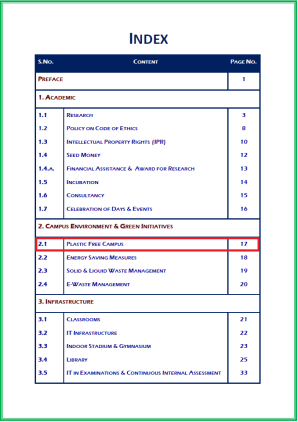 INDEX
S.NO. CONTENT PAGE NO.
PREFACE 1
1. ACADEMIC
1.1 RESEARCH 3
1.2 POLICY ON CODE OF ETHICS 8
1.3 INTELLECTUAL PROPERTY RIGHTS (IPR) 10
1.4 SEED MONEY 12
1.4.A. FINANCIAL ASSISTANCE & AWARD FOR RESEARCH 13
1.5 INCUBATION 14
1.6 CONSULTANCY 15
1.7 CELEBRATION OF DAYS & EVENTS 16
2. CAMPUS ENVIRONMENT & GREEN INITIATIVES
2.1 PLASTIC FREE CAMPUS 17
2.2 ENERGY SAVING MEASURES 18
2.3 SOLID & LIQUID WASTE MANAGEMENT 19
2.4 E-WASTE MANAGEMENT 20
3. INFRASTRUCTURE
3.1 CLASSROOMS 21
3.2 IT INFRASTRUCTURE 22
3.3 INDOOR STADIUM & GYMNASIUM 23
3.4 LIBRARY 25
3.5 IT IN EXAMINATIONS & CONTINUOUS INTERNAL ASSESSMENT 33